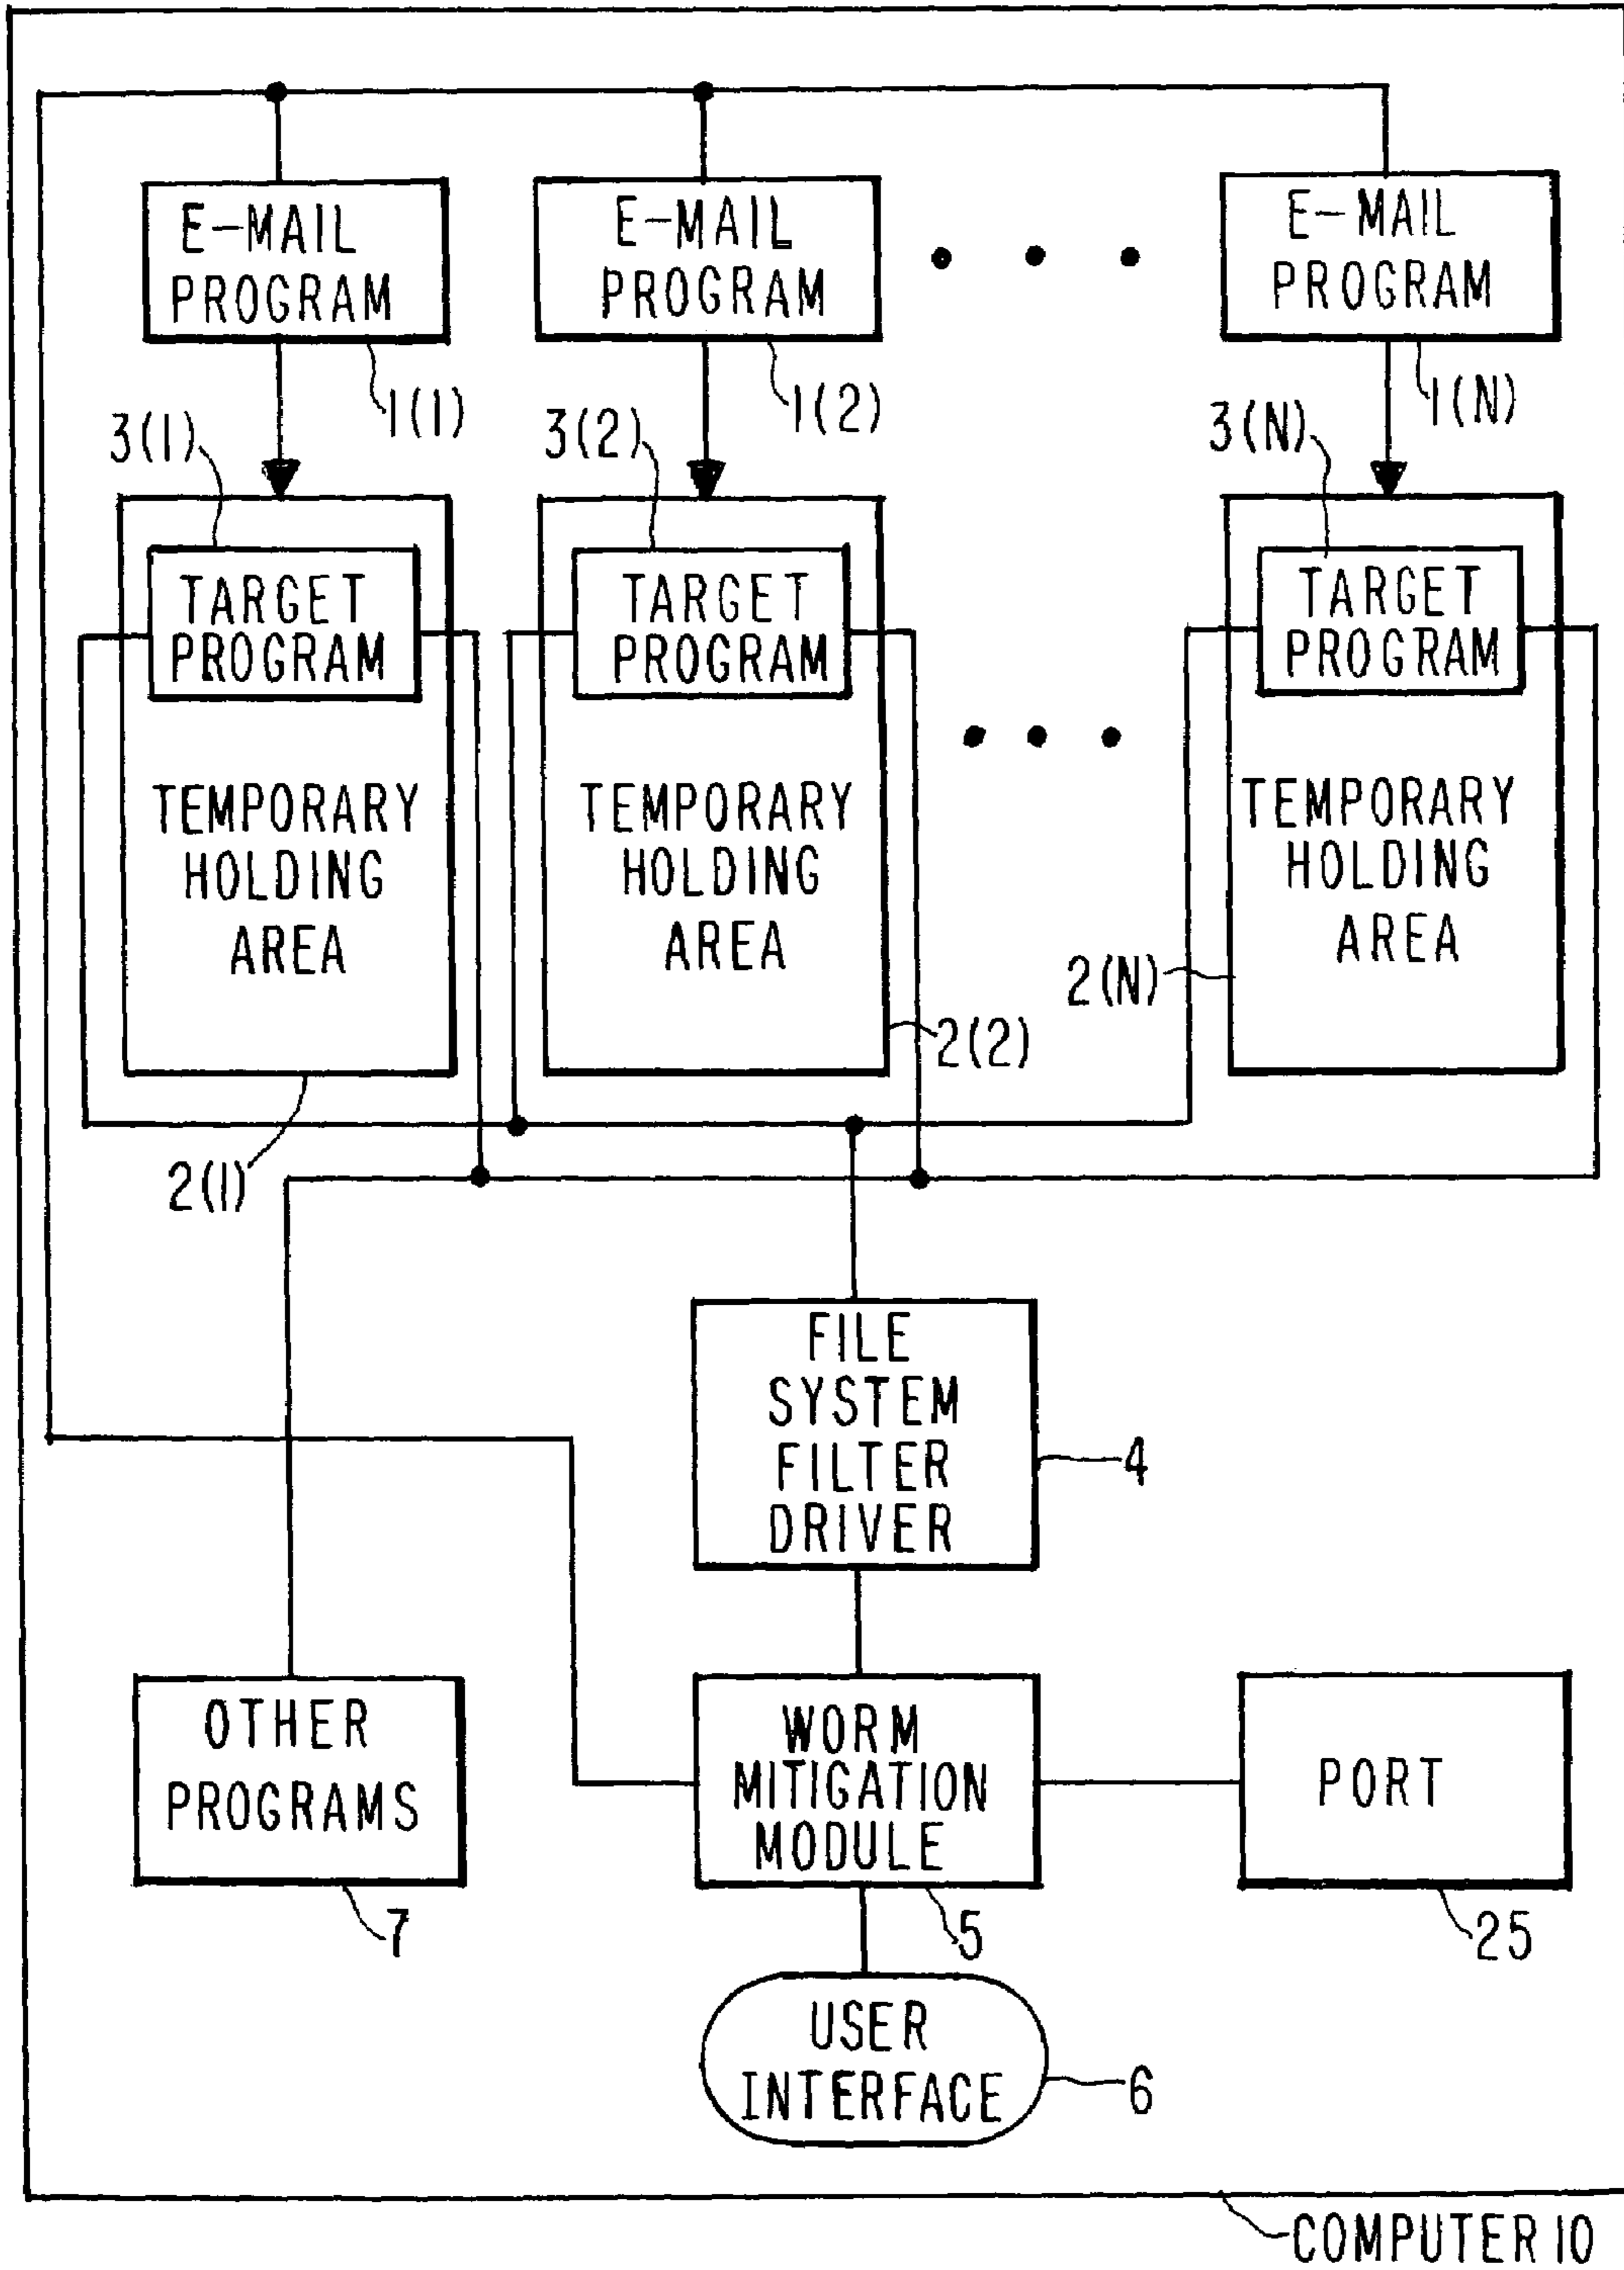 E-MAIL
PROGRAM
E-MAIL
PROGRAM
E-MAIL
PROGRAM
1(1)
1(2)
1(N)
3(1)
3(2)
3(N)
TARGET
PROGRAM
TARGET
PROGRAM
TARGET
PROGRAM
TEMPORARY
HOLDING
AREA
TEMPORARY
HOLDING
AREA
TEMPORARY
HOLDING
AREA
2(1)
2(2)
2(N)
FILE
SYSTEM
FILTER
DRIVER
4
OTHER
PROGRAMS
7
WORM
MITIGATION
MODULE
5
PORT
25
USER
INTERFACE
6
COMPUTER 10